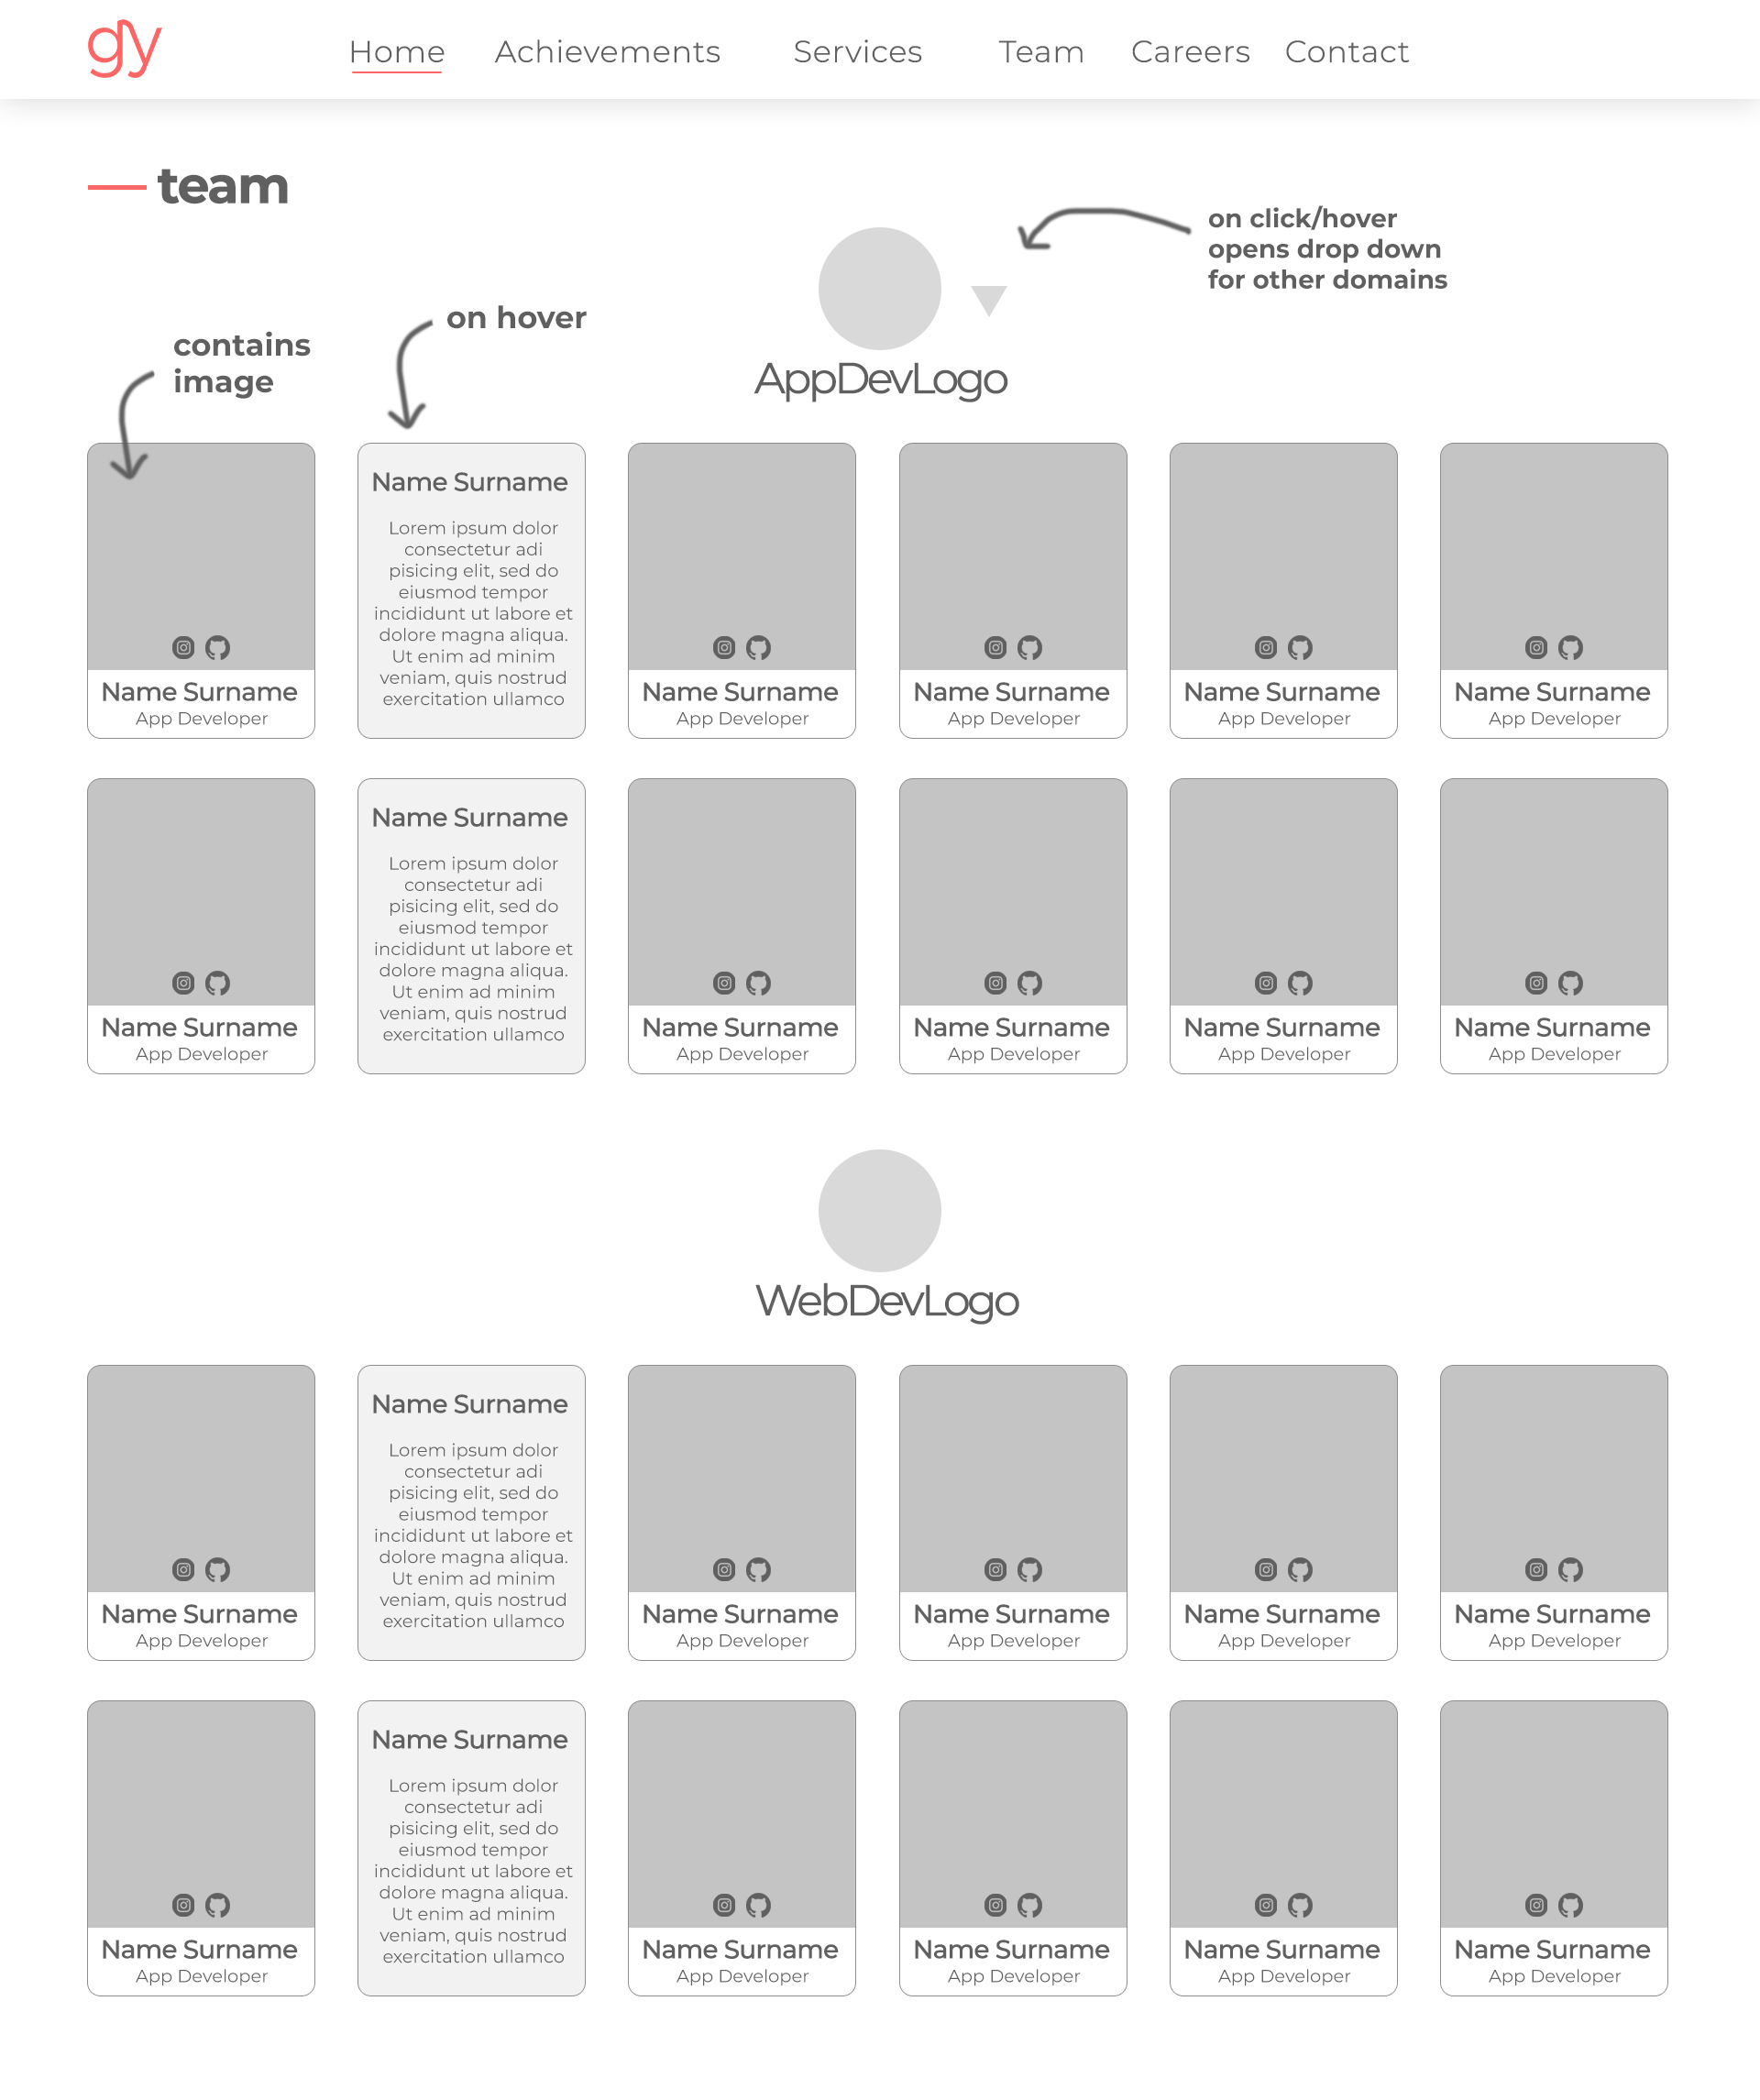 gy
Home Achievements Services Team Careers Contact
team
on click/hover
opens drop down
for other domains
on hover
contains
image
AppDevLogo
Name Surname
App Developer
Name Surname
Lorem ipsum dolor
consectetur adi
pisicing elit, sed do
eiusmod tempor
incididunt ut labore et
dolore magna aliqua.
Ut enim ad minim
veniam, quis nostrud
exercitation ullamco
Name Surname
App Developer
Name Surname
App Developer
Name Surname
App Developer
Name Surname
App Developer
Name Surname
App Developer
Name Surname
Lorem ipsum dolor
consectetur adi
pisicing elit, sed do
eiusmod tempor
incididunt ut labore et
dolore magna aliqua.
Ut enim ad minim
veniam, quis nostrud
exercitation ullamco
Name Surname
App Developer
Name Surname
App Developer
Name Surname
App Developer
Name Surname
App Developer
WebDevLogo
Name Surname
App Developer
Name Surname
Lorem ipsum dolor
consectetur adi
pisicing elit, sed do
eiusmod tempor
incididunt ut labore et
dolore magna aliqua.
Ut enim ad minim
veniam, quis nostrud
exercitation ullamco
Name Surname
App Developer
Name Surname
App Developer
Name Surname
App Developer
Name Surname
App Developer
Name Surname
App Developer
Name Surname
Lorem ipsum dolor
consectetur adi
pisicing elit, sed do
eiusmod tempor
incididunt ut labore et
dolore magna aliqua.
Ut enim ad minim
veniam, quis nostrud
exercitation ullamco
Name Surname
App Developer
Name Surname
App Developer
Name Surname
App Developer
Name Surname
App Developer